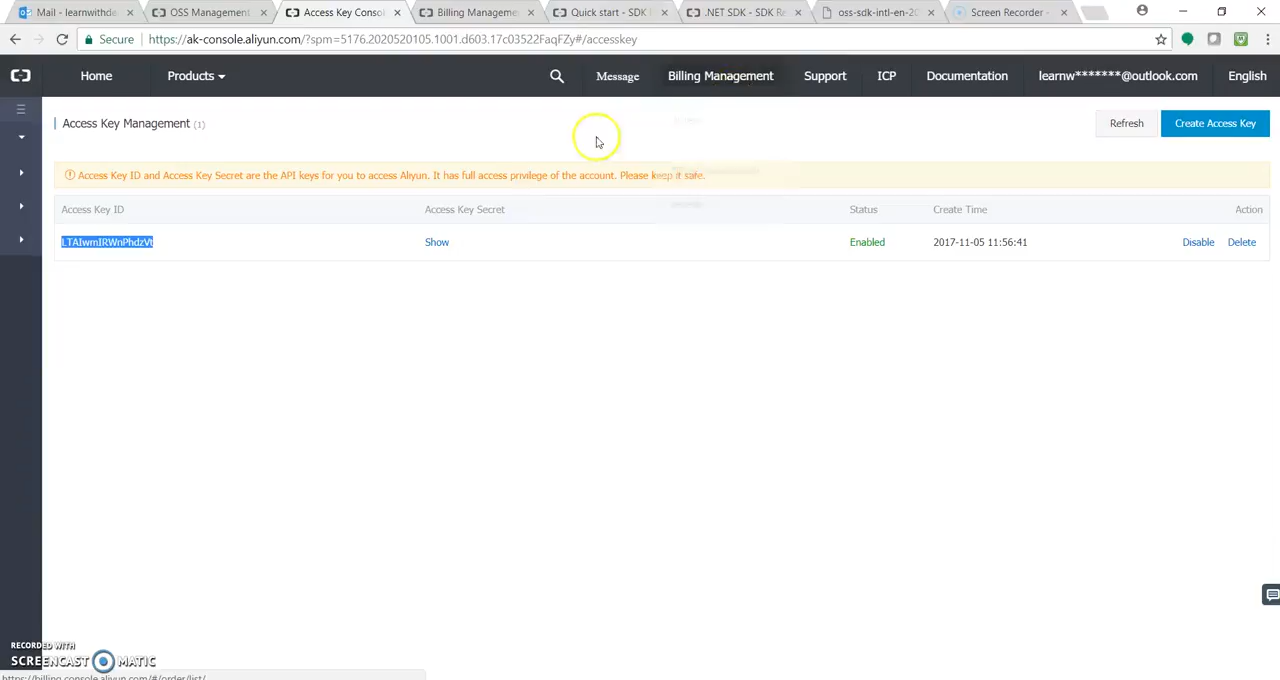 Mail - learnwithde
OSS Management
Access Key Conso
Billing Manageme
Quick start - SDK
.NET SDK - SDK Re
oss-sdk-intl-en-20
Screen Recorder -
Secure https://ak-console.aliyun.com/?spm=5176.2020520105.1001.d603.17c03522FaqFZy#/accesskey
Home Products Message Billing Management Support ICP Documentation learnw*******@outlook.com English
Access Key Management (1) Refresh Create Access Key
Access Key ID and Access Key Secret are the API keys for you to access Aliyun. It has full access privilege of the account. Please keep it safe.
Access Key ID Access Key Secret Status Create Time Action
LTAIwmIRWnPhdzVt Show Enabled 2017-11-05 11:56:41 Disable Delete
RECORDED WITH
SCREENCAST MATIC
https://billing.console.aliyun.com/#/order/list/